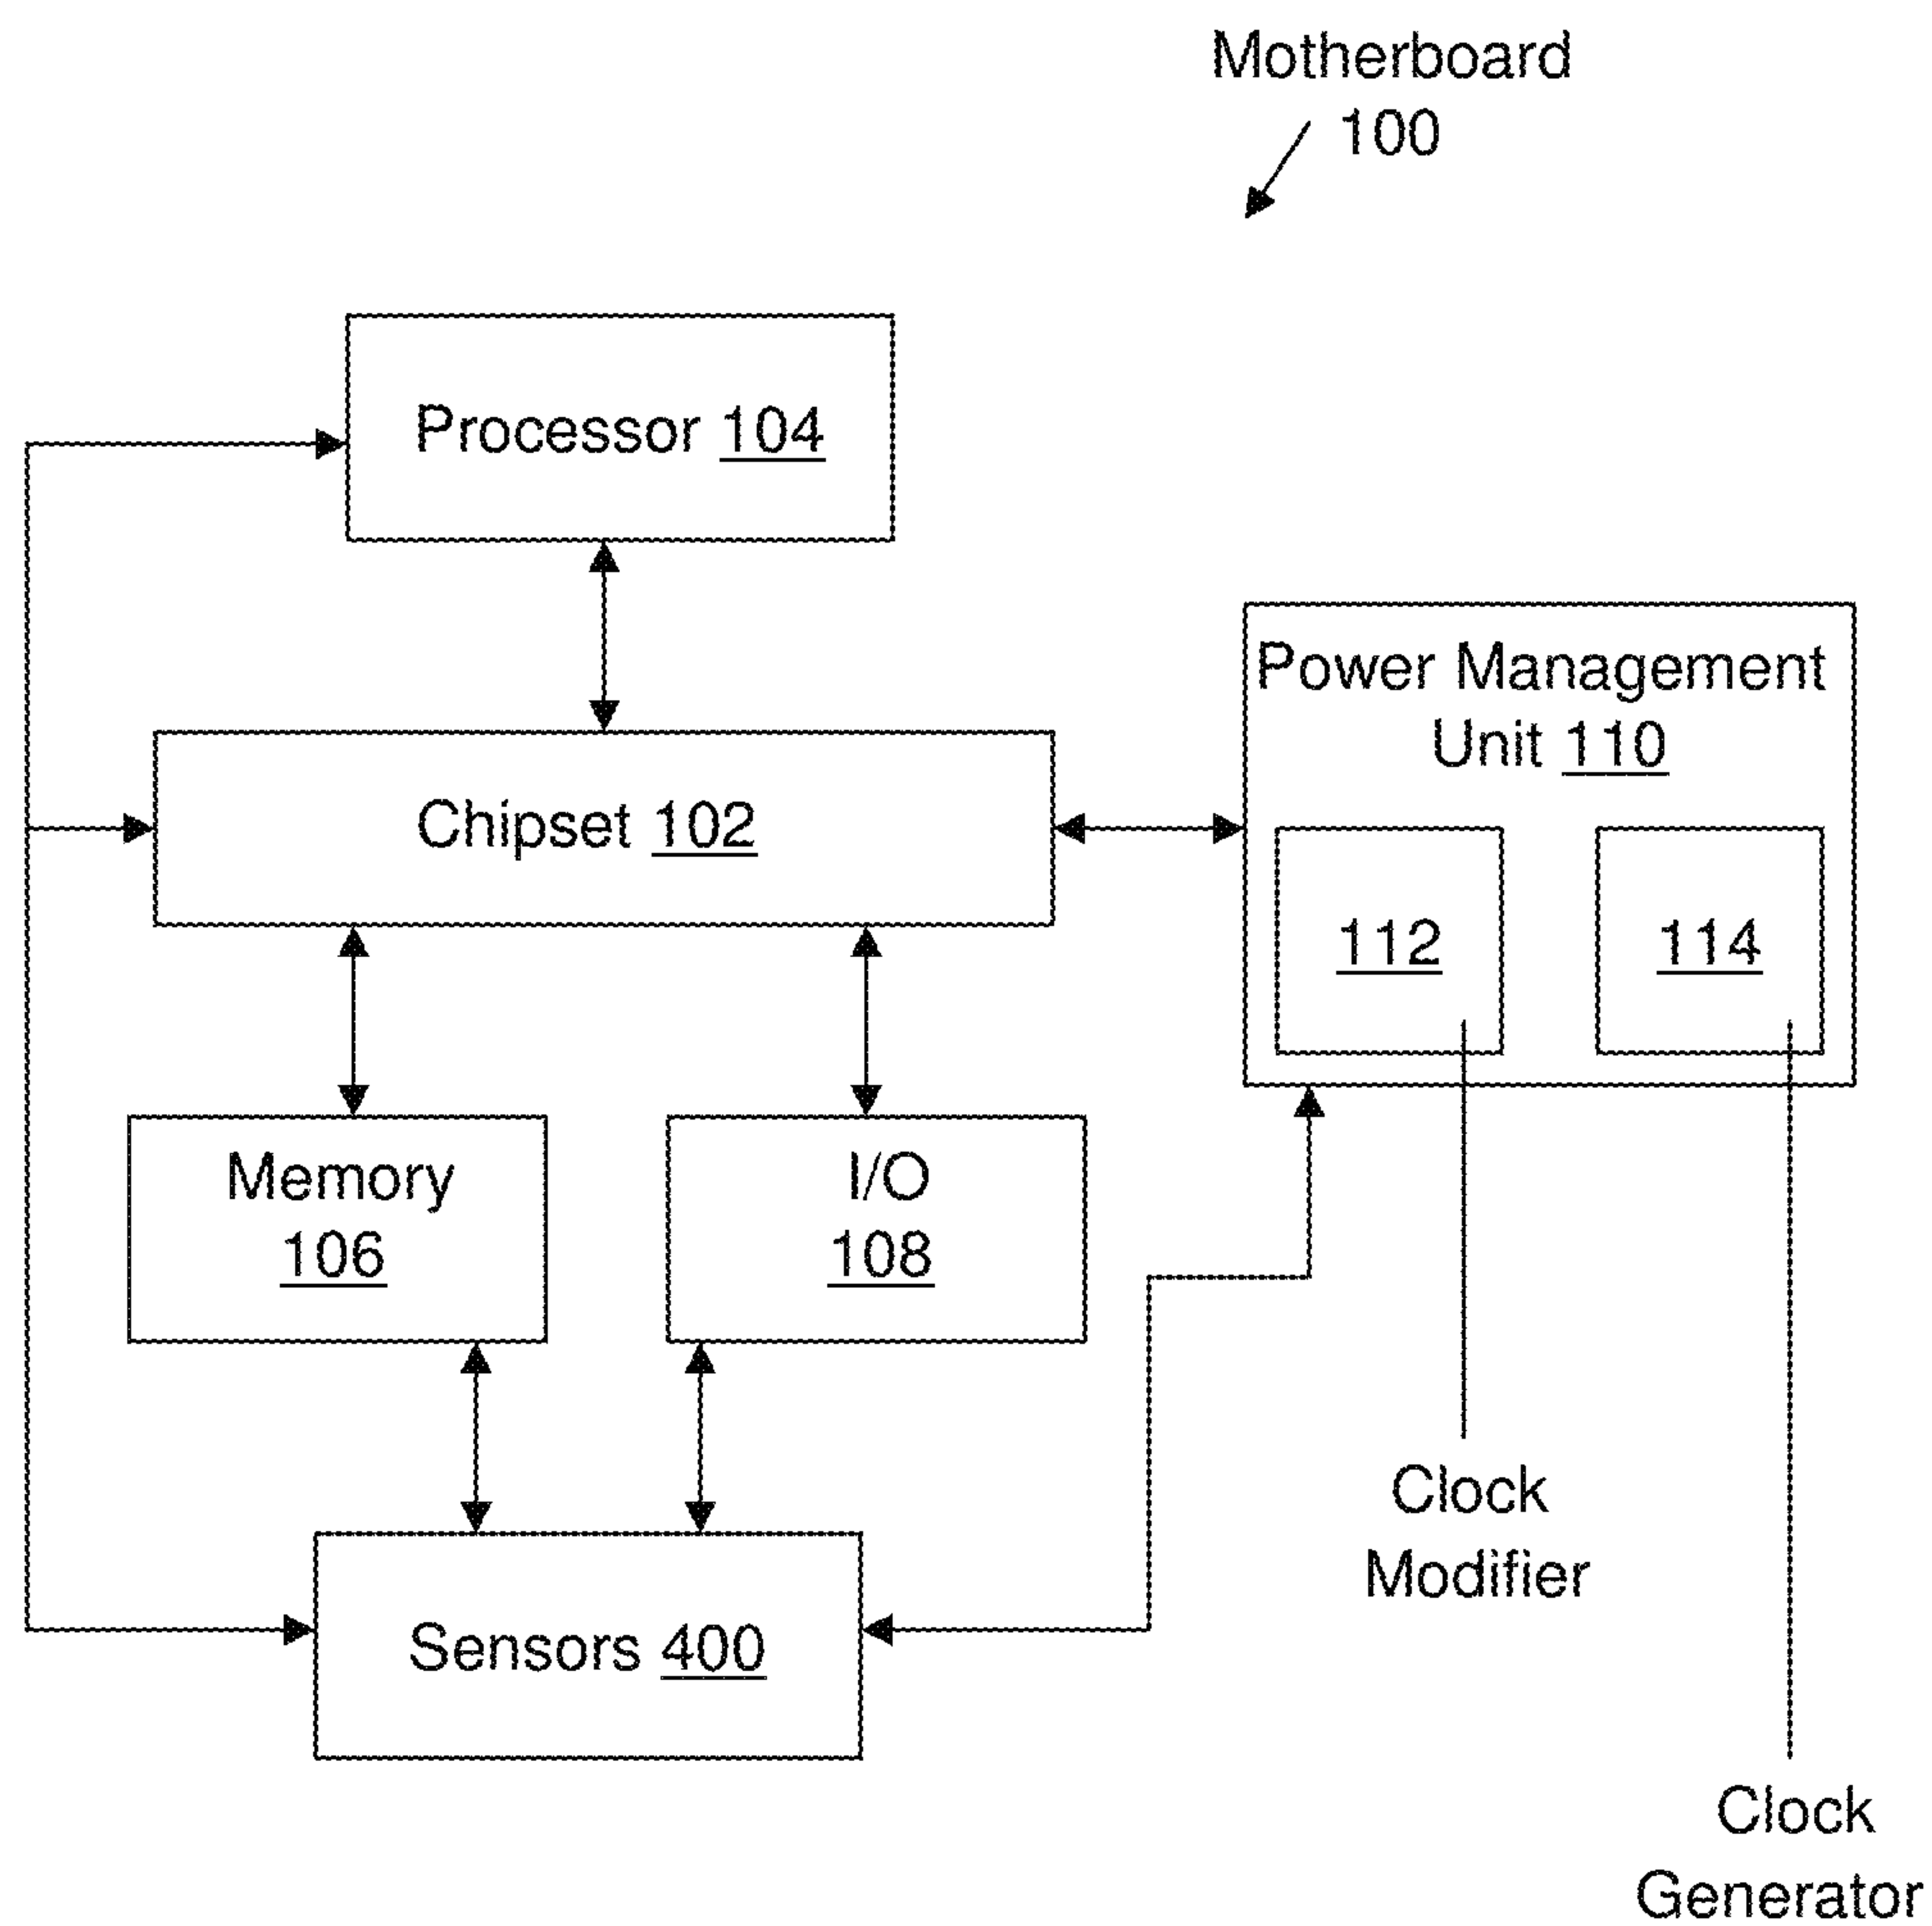 Motherboard
100
Processor 104
Power Management
Unit 110
Chipset 102
112
114
Memory
106
I/O
108
Clock
Modifier
Sensors 400
Clock
Generator